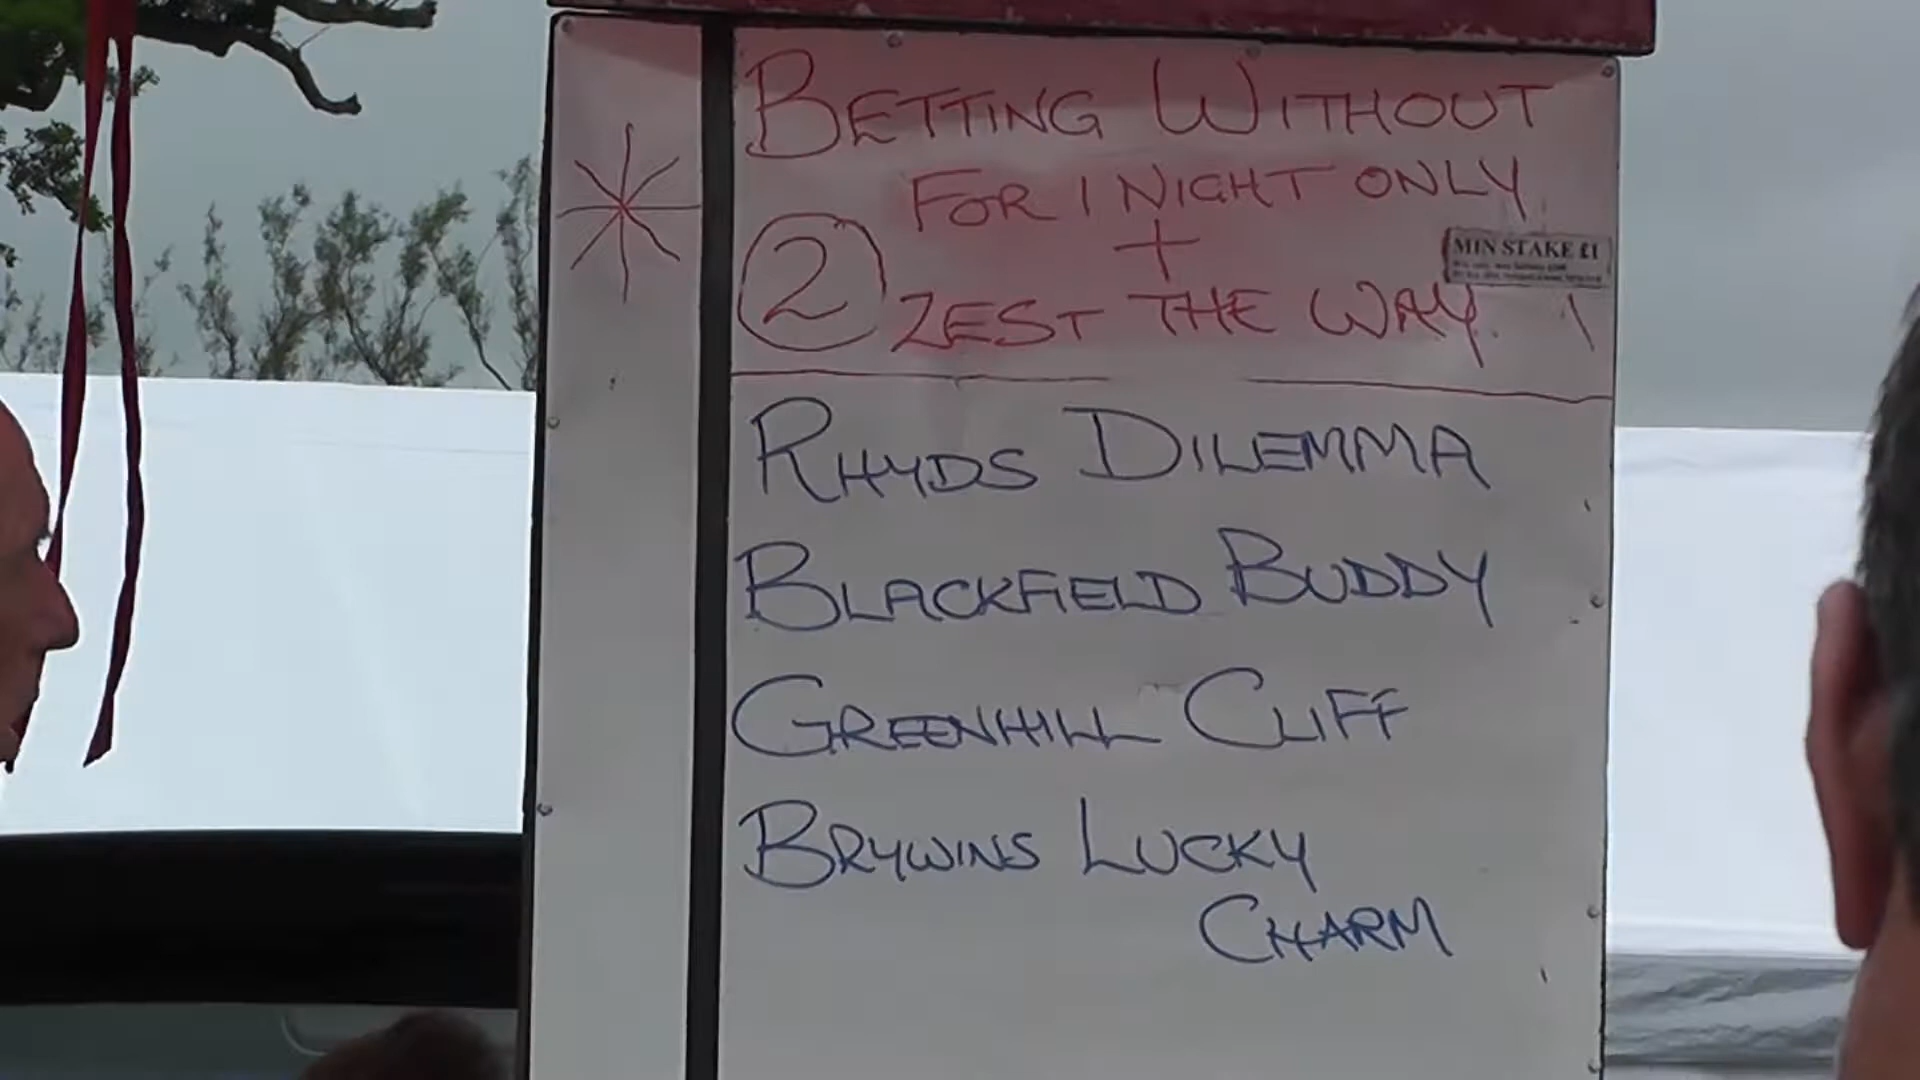 BETTING WITHOUT
FOR 1 NIGHT ONLY
+
MIN STAKE £1
2 ZEST THE WAY
RHYDS DILEMMA
BLACKFIELD BUDDY
GREENHILL CLIFF
BRYWINS LUCKY
CHARM